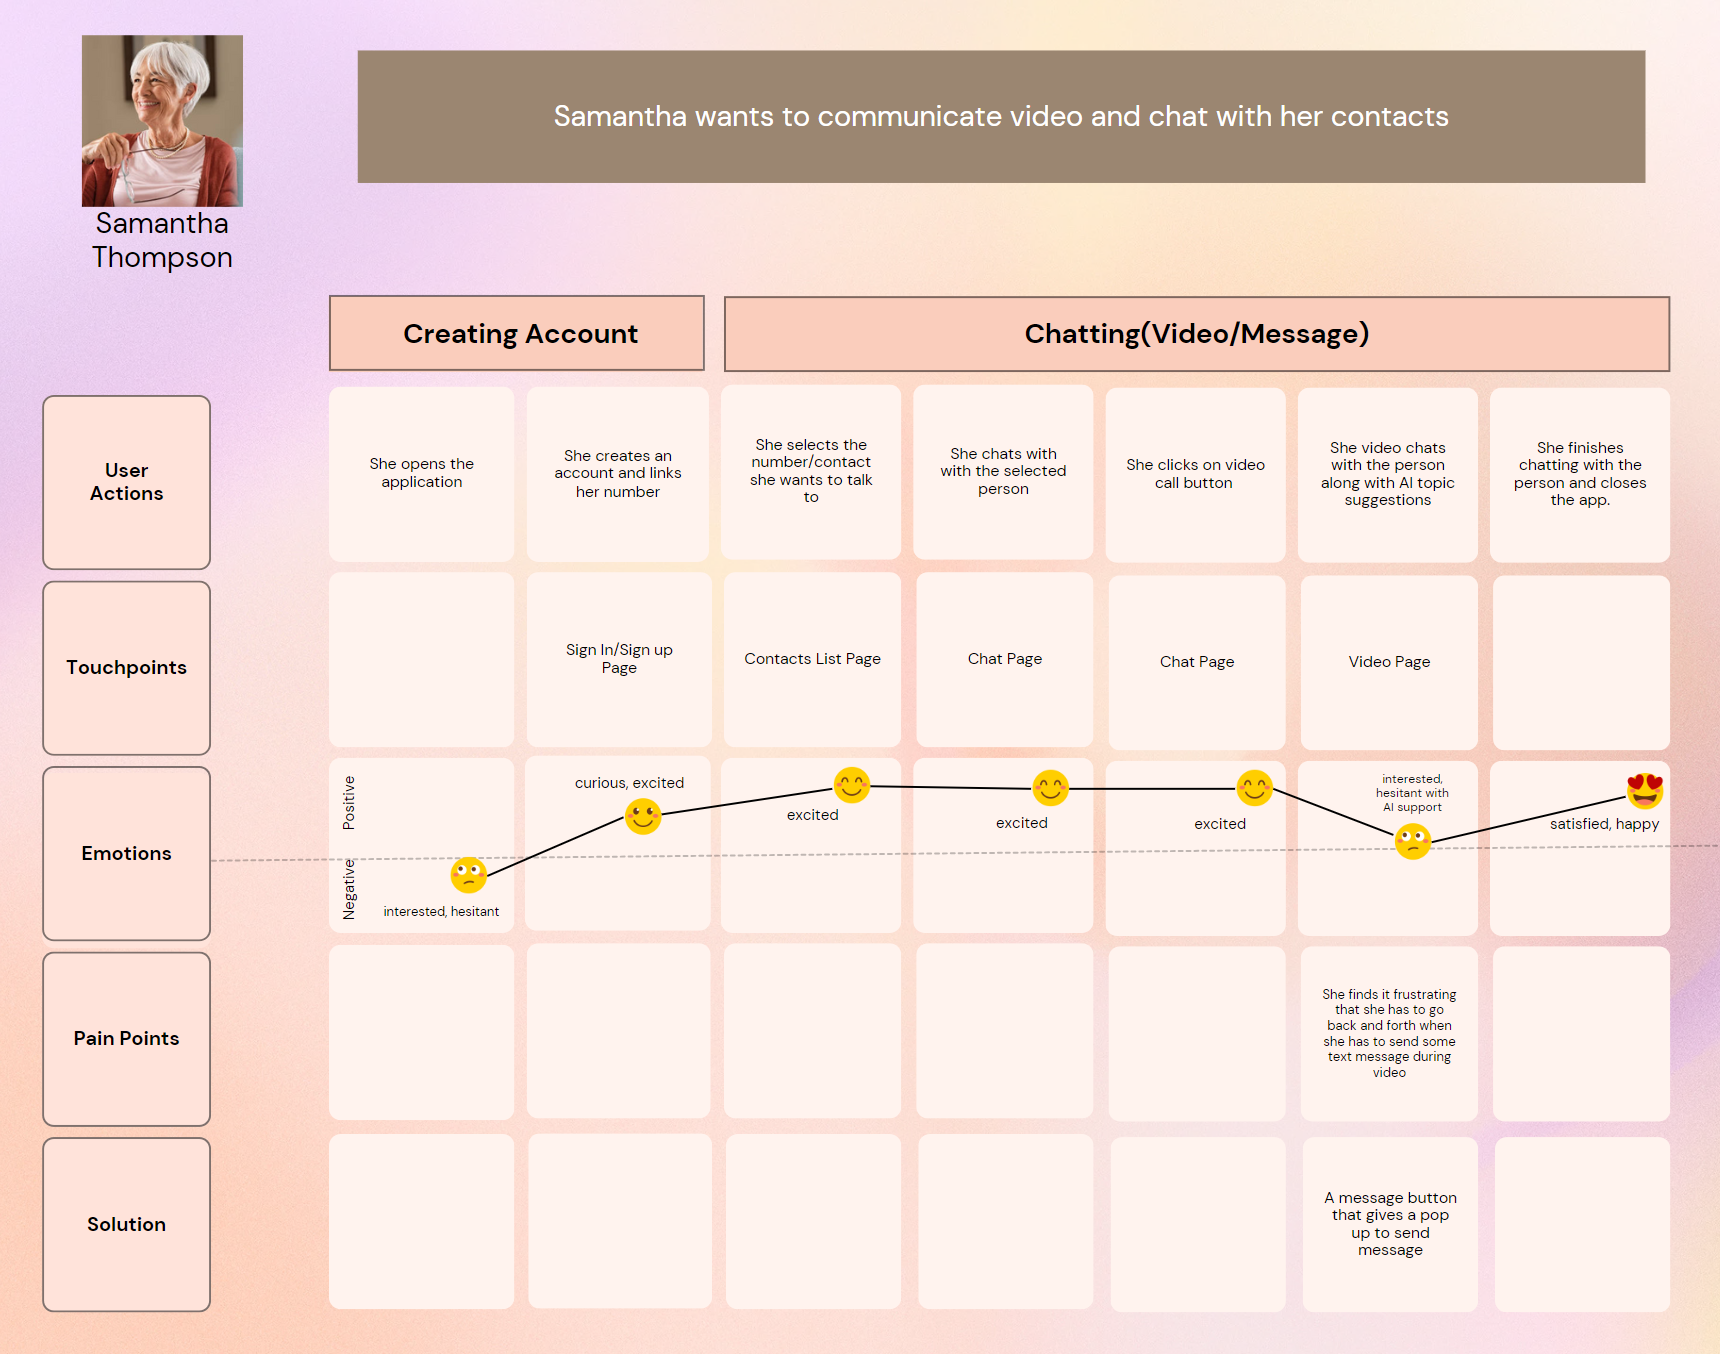 Samantha wants to communicate video and chat with her contacts
Samantha
Thompson
Creating Account
Chatting(Video/Message)
User
Actions
She opens the
application
She creates an
account and links
her number
She selects the
number/contact
she wants to talk
to
She chats with
with the selected
person
She clicks on video
call button
She video chats
with the person
along with AI topic
suggestions
She finishes
chatting with the
person and closes
the app.
Touchpoints
Sign In/Sign up
Page
Contacts List Page
Chat Page
Chat Page
Video Page
Emotions
Positive
Negative
interested, hesitant
curious, excited
excited
excited
excited
interested,
hesitant with
AI support
satisfied, happy
Pain Points
She finds it frustrating
that she has to go
back and forth when
she has to send some
text message during
video
Solution
A message button
that gives a pop
up to send
message